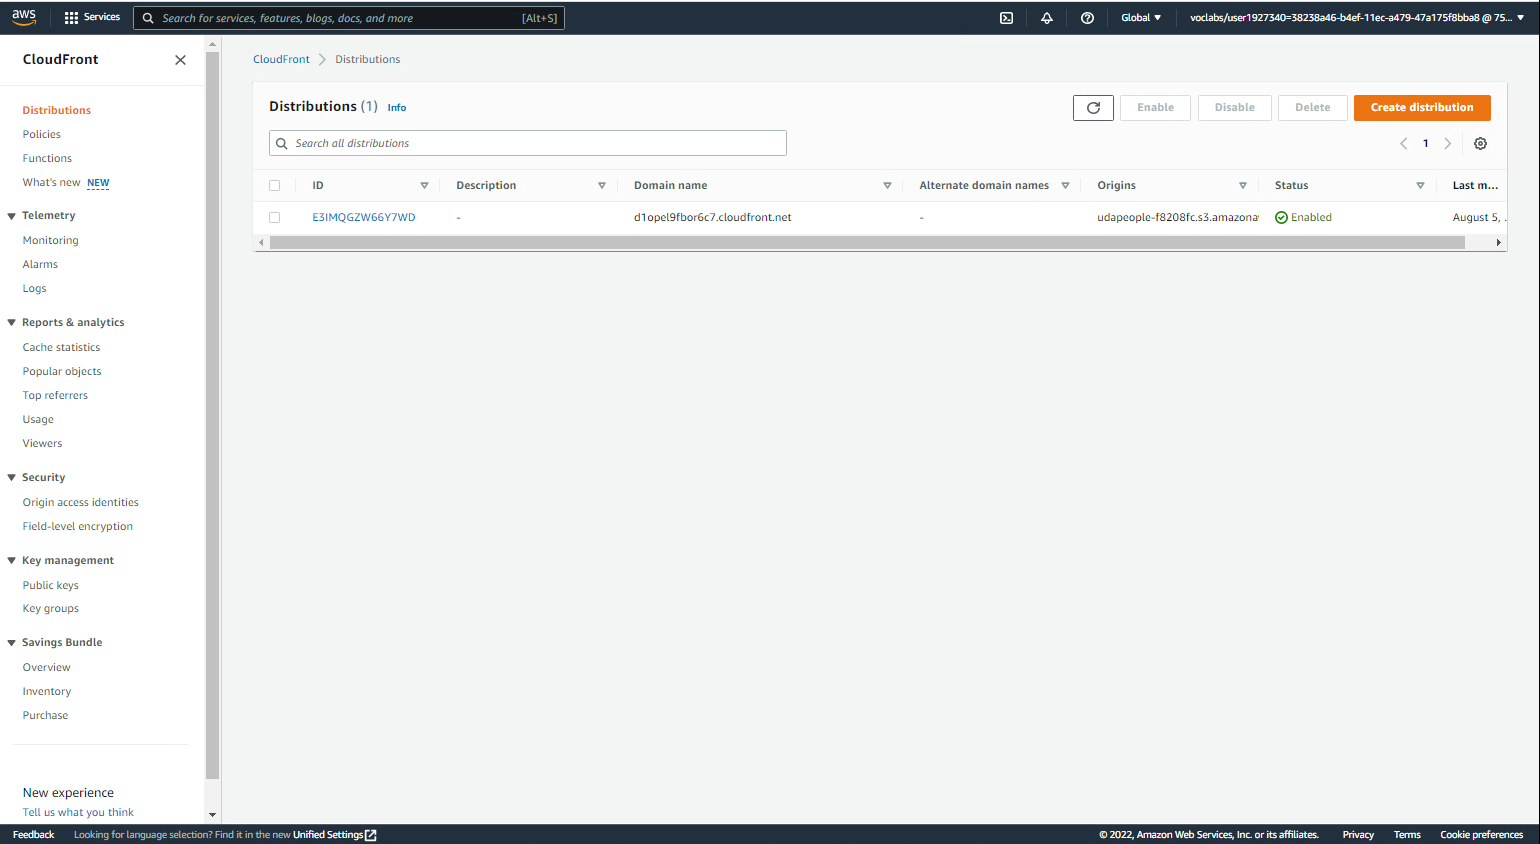 aws
Services
Search for services, features, blogs, docs, and more [Alt+S]
Global
voclabs/user1927340=38238a46-b4ef-11ec-a479-47a175f8bba8 @ 75...
CloudFront
Distributions
Policies
Functions
What's new NEW
Telemetry
Monitoring
Alarms
Logs
Reports & analytics
Cache statistics
Popular objects
Top referrers
Usage
Viewers
Security
Origin access identities
Field-level encryption
Key management
Public keys
Key groups
Savings Bundle
Overview
Inventory
Purchase
New experience
Tell us what you think
CloudFront > Distributions
Distributions (1) Info
Enable
Disable
Delete
Create distribution
Search all distributions
1
ID Description Domain name Alternate domain names Origins Status Last m...
E3IMQGZW66Y7WD - d1opel9fbor6c7.cloudfront.net - udapeople-f8208fc.s3.amazona Enabled August 5, .
Feedback Looking for language selection? Find it in the new Unified Settings
© 2022, Amazon Web Services, Inc. or its affiliates. Privacy Terms Cookie preferences